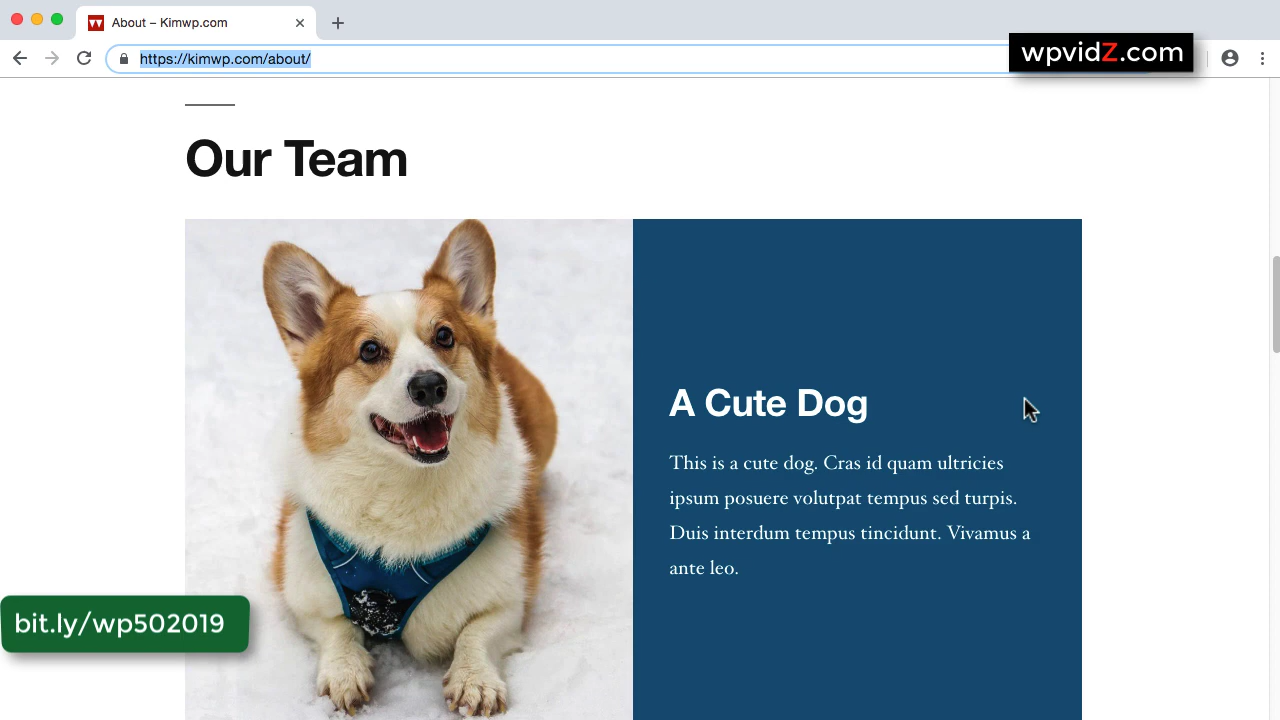 About – Kimwp.com
https://kimwp.com/about/
wpvidZ.com
Our Team
A Cute Dog
This is a cute dog. Cras id quam ultricies
ipsum posuere volutpat tempus sed turpis.
Duis interdum tempus tincidunt. Vivamus a
ante leo.
bit.ly/wp502019